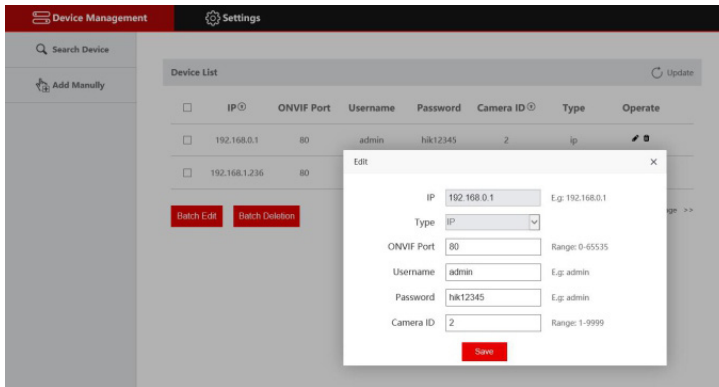 Device Management Settings
Search Device
Add Manully
Device List Update
IP ONVIF Port Username Password Camera ID Type Operate
192.168.0.1 80 admin hik12345 2 ip
192.168.1.236 80
Batch Edit Batch Deletion >>
Edit
IP 192.168.0.1 E.g: 192.168.0.1
Type IP
ONVIF Port 80 Range: 0-65535
Username admin E.g: admin
Password hik12345 E.g: admin
Camera ID 2 Range: 1-9999
Save